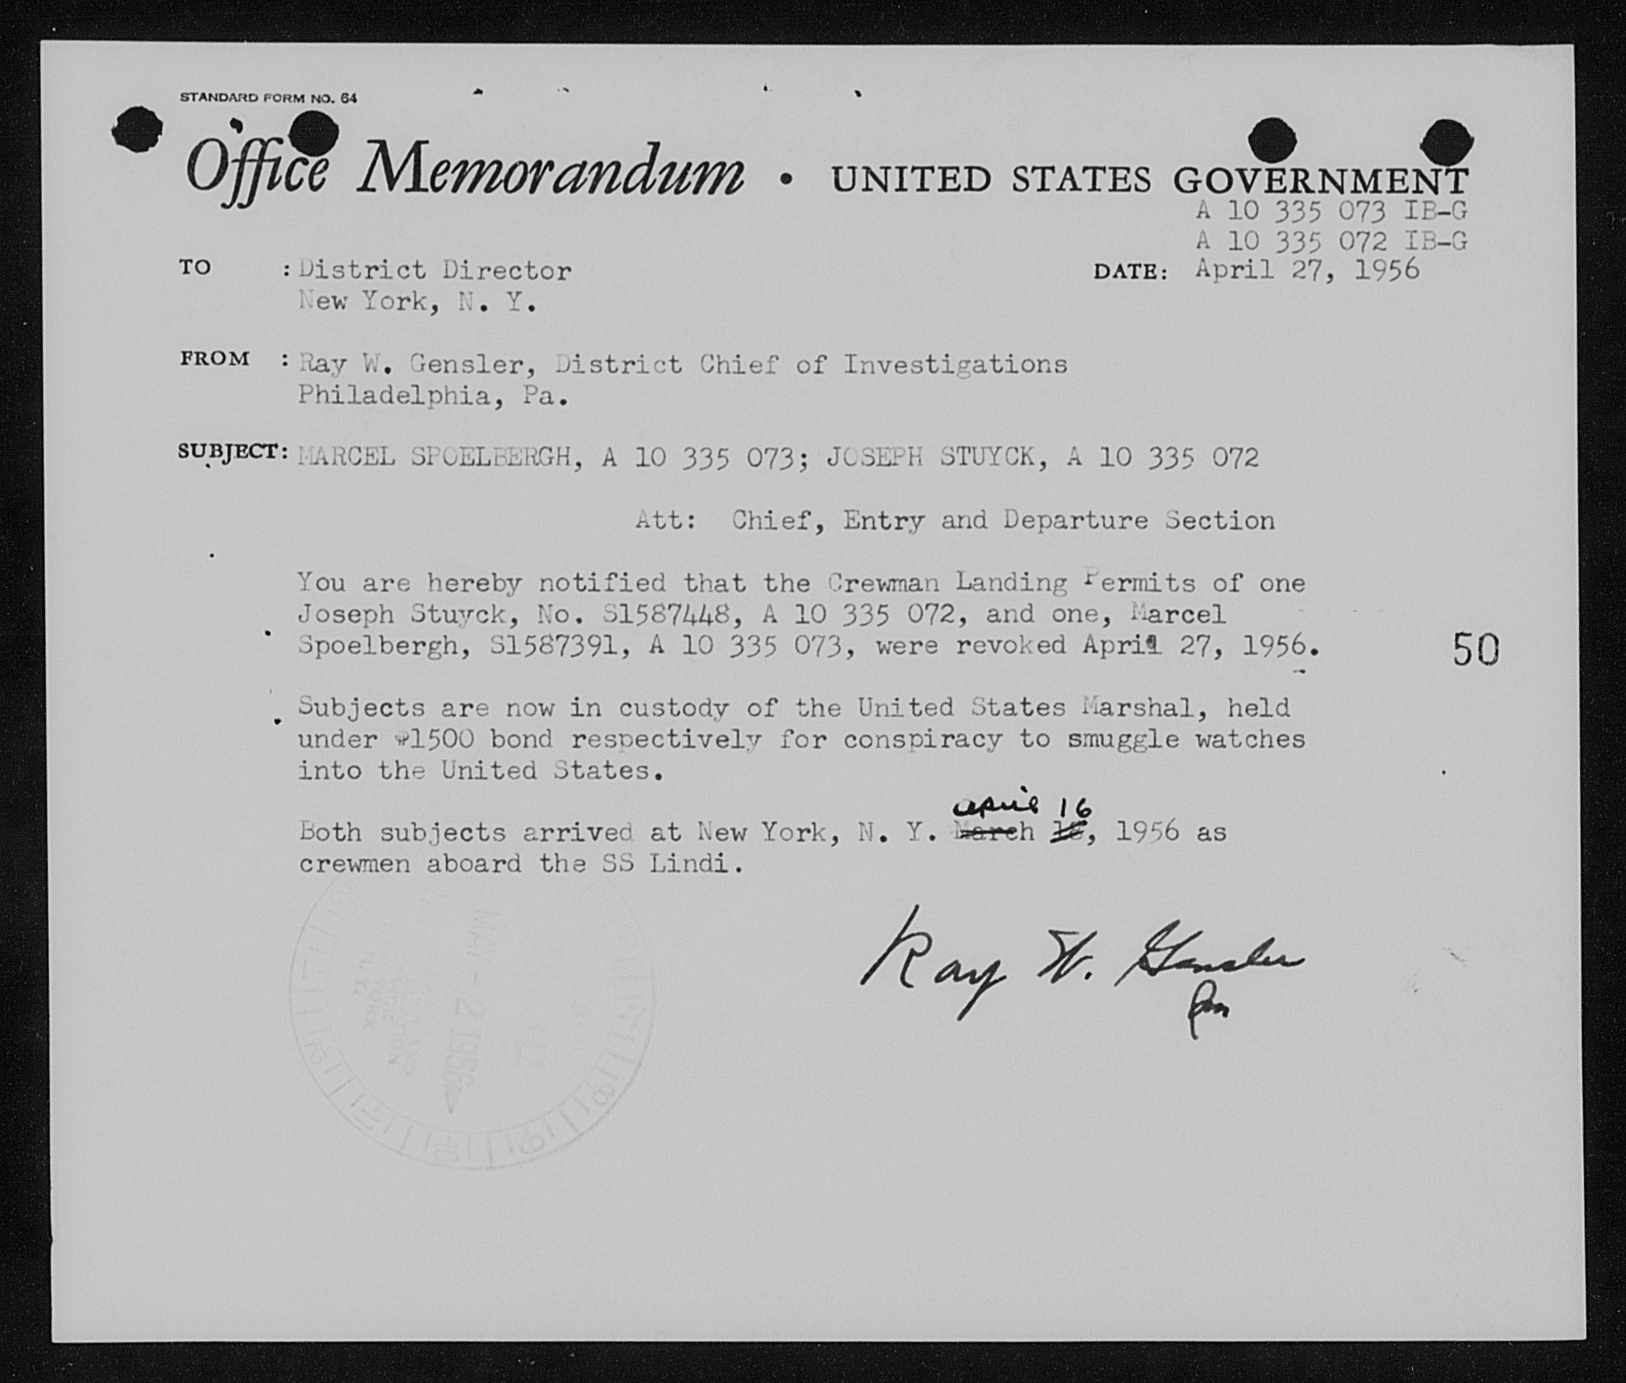 STANDARD FORM NO. 64
Office Memorandum • UNITED STATES GOVERNMENT
A 10 335 073 IB-G
A 10 335 072 IB-G
TO : District Director DATE: April 27, 1956
New York, N. Y.
FROM : Ray W. Gensler, District Chief of Investigations
Philadelphia, Pa.
SUBJECT: MARCEL SPOELBERGH, A 10 335 073; JOSEPH STUYCK, A 10 335 072
Att: Chief, Entry and Departure Section
You are hereby notified that the Crewman Landing Permits of one
Joseph Stuyck, No. S1587448, A 10 335 072, and one, Marcel
Spoelbergh, S1587391, A 10 335 073, were revoked April 27, 1956.
50
Subjects are now in custody of the United States Marshal, held
under $1500 bond respectively for conspiracy to smuggle watches
into the United States.
April 16
Both subjects arrived at New York, N. Y. March , 1956 as
crewmen aboard the SS Lindi.
Ray W. Gensler
MAY - 2 1956